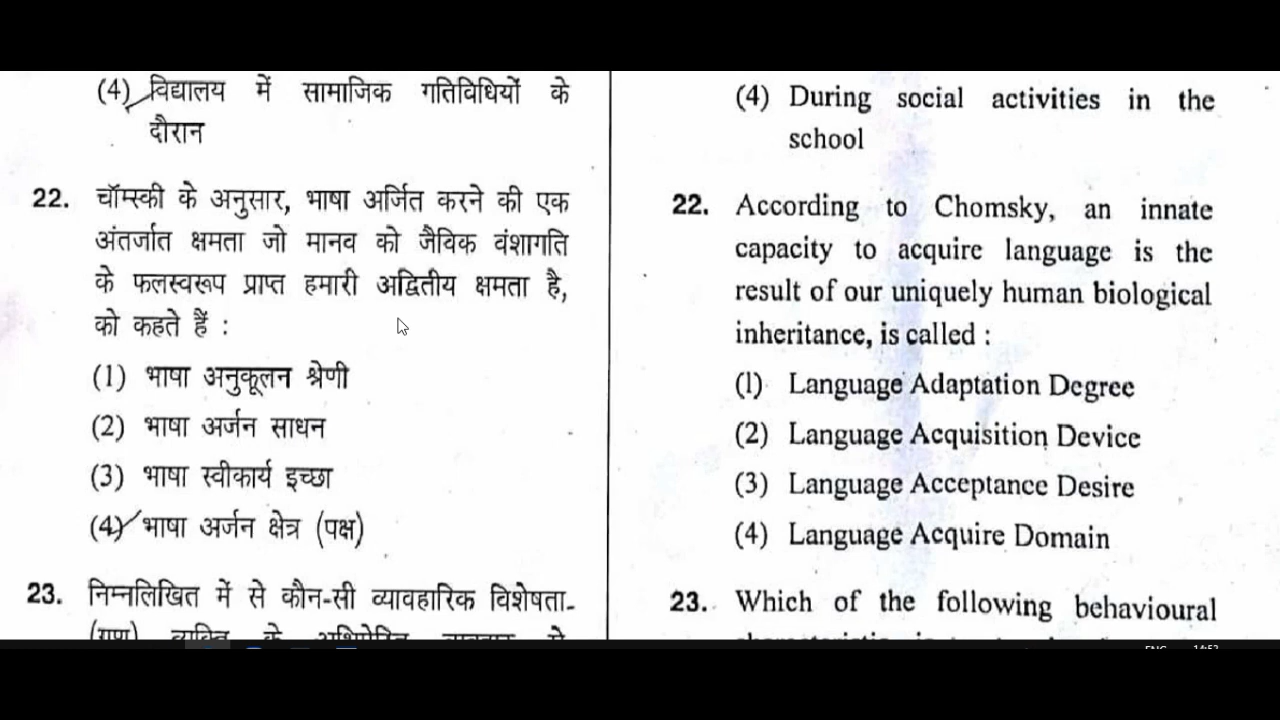 (4) विद्यालय में सामाजिक गतिविधियों के
दौरान
22. चॉम्स्की के अनुसार, भाषा अर्जित करने की एक
अंतर्जात क्षमता जो मानव को जैविक वंशागति
के फलस्वरूप प्राप्त हमारी अद्वितीय क्षमता है,
को कहते हैं :
(1) भाषा अनुकूलन श्रेणी
(2) भाषा अर्जन साधन
(3) भाषा स्वीकार्य इच्छा
(4) भाषा अर्जन क्षेत्र (पक्ष)
23. निम्नलिखित में से कौन-सी व्यावहारिक विशेषता-
(4) During social activities in the
school
22. According to Chomsky, an innate
capacity to acquire language is the
result of our uniquely human biological
inheritance, is called :
(1) Language Adaptation Degree
(2) Language Acquisition Device
(3) Language Acceptance Desire
(4) Language Acquire Domain
23. Which of the following behavioural